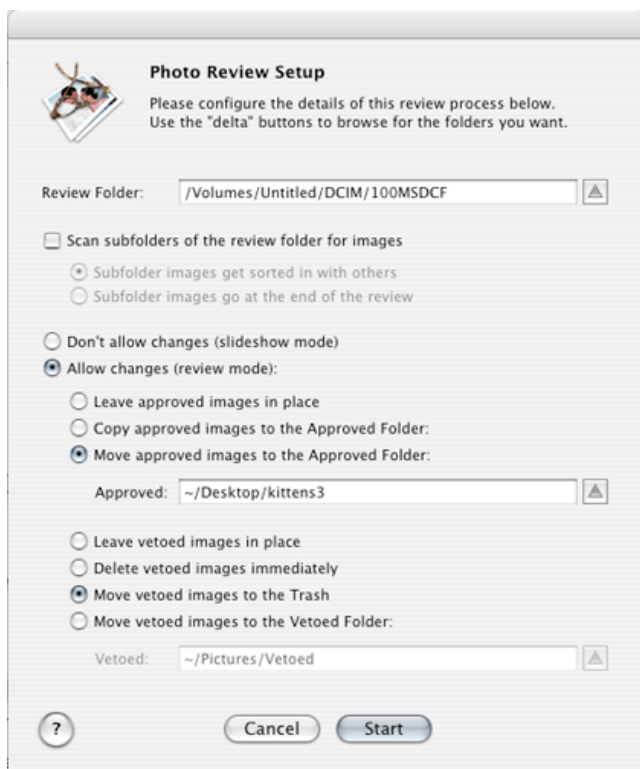 Photo Review Setup
Please configure the details of this review process below.
Use the "delta" buttons to browse for the folders you want.
Review Folder: /Volumes/Untitled/DCIM/100MSDCF
Scan subfolders of the review folder for images
Subfolder images get sorted in with others
Subfolder images go at the end of the review
Don't allow changes (slideshow mode)
Allow changes (review mode):
Leave approved images in place
Copy approved images to the Approved Folder:
Move approved images to the Approved Folder:
Approved: ~/Desktop/kittens3
Leave vetoed images in place
Delete vetoed images immediately
Move vetoed images to the Trash
Move vetoed images to the Vetoed Folder:
Vetoed: ~/Pictures/Vetoed
? Cancel Start